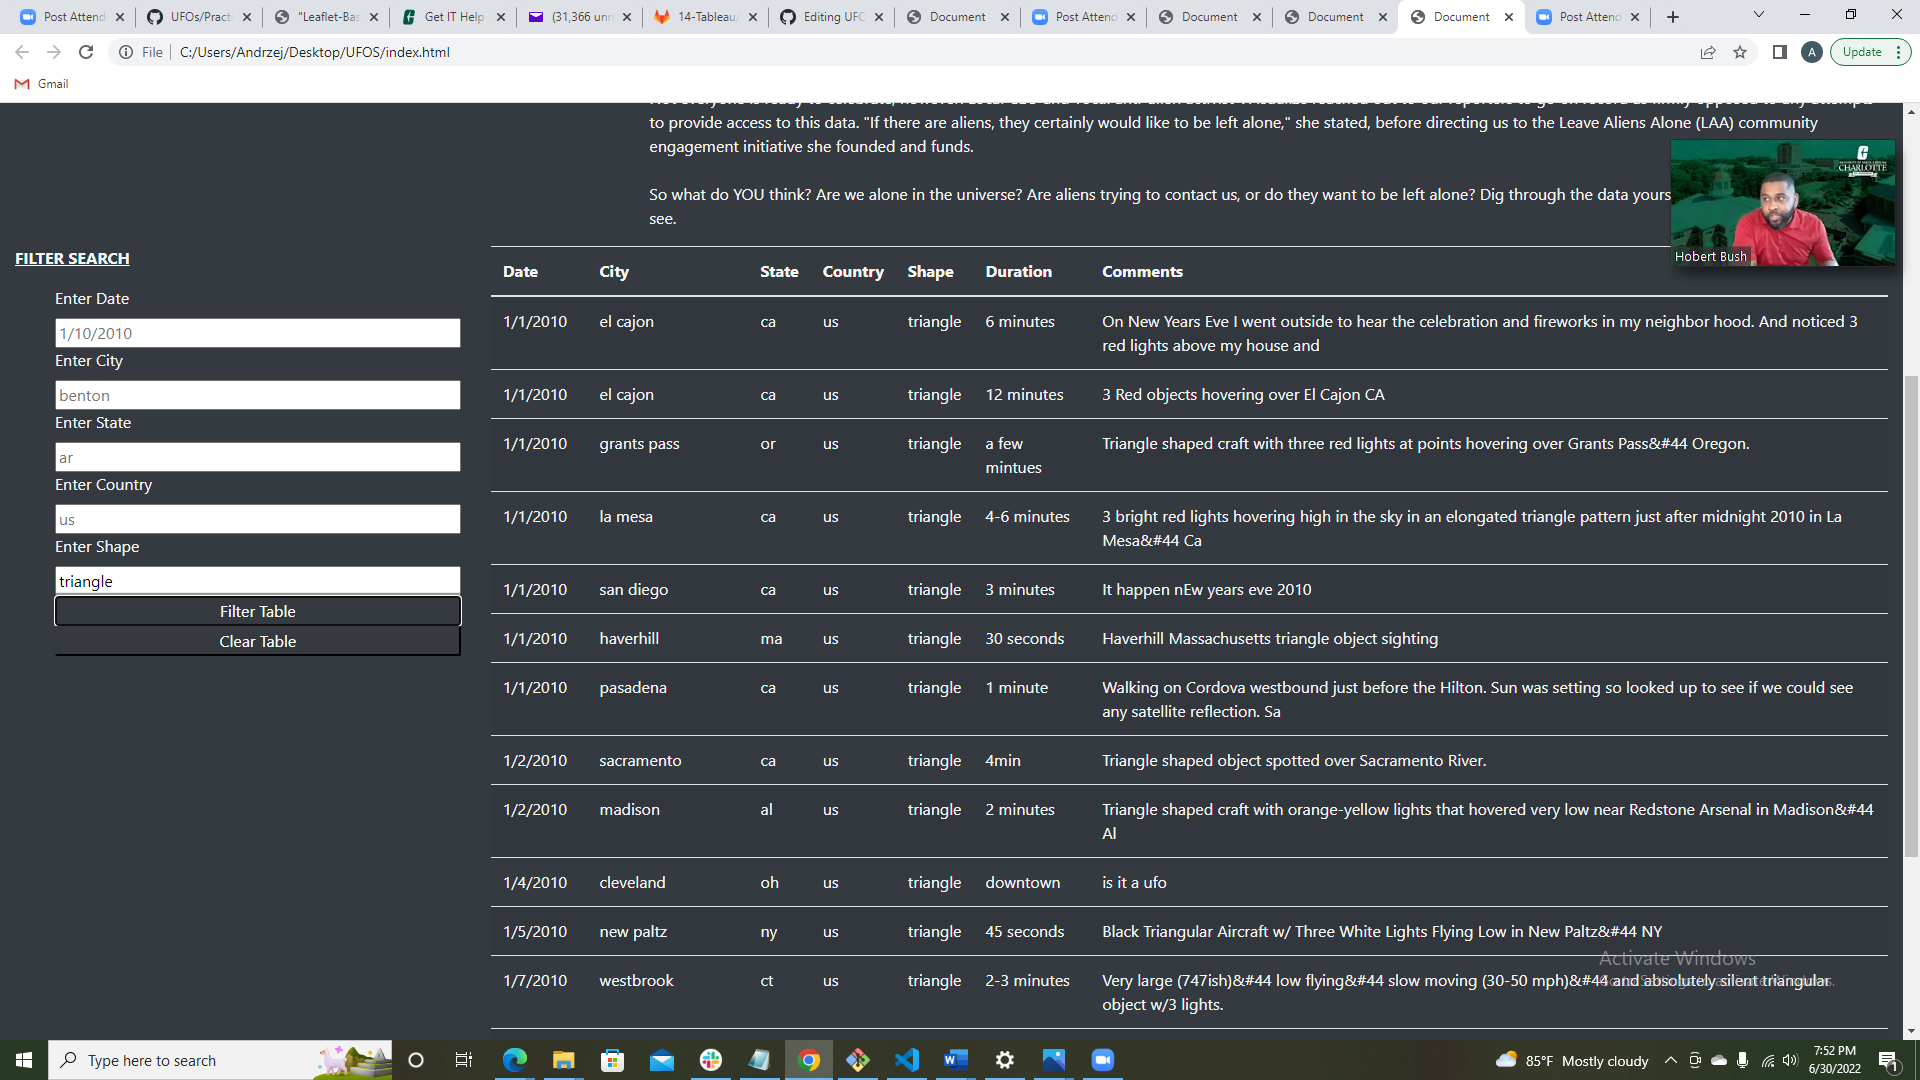 Post Attend
UFOs/Practi
"Leaflet-Bas
Get IT Help
(31,366 unr
14-Tableau/
Editing UFO
Document
Post Attend
Document
Document
Document
Post Attend
File
C:/Users/Andrzej/Desktop/UFOS/index.html
A
Update
Gmail
to provide access to this data. "If there are aliens, they certainly would like to be left alone," she stated, before directing us to the Leave Aliens Alone (LAA) community
engagement initiative she founded and funds.
So what do YOU think? Are we alone in the universe? Are aliens trying to contact us, or do they want to be left alone? Dig through the data yours
see.
CHARLOTTE
Hobert Bush
FILTER SEARCH
Enter Date
1/10/2010
Enter City
benton
Enter State
ar
Enter Country
us
Enter Shape
triangle
Filter Table
Clear Table
Date City State Country Shape Duration Comments
1/1/2010 el cajon ca us triangle 6 minutes On New Years Eve I went outside to hear the celebration and fireworks in my neighbor hood. And noticed 3
red lights above my house and
1/1/2010 el cajon ca us triangle 12 minutes 3 Red objects hovering over El Cajon CA
1/1/2010 grants pass or us triangle a few Triangle shaped craft with three red lights at points hovering over Grants Pass&#44 Oregon.
mintues
1/1/2010 la mesa ca us triangle 4-6 minutes 3 bright red lights hovering high in the sky in an elongated triangle pattern just after midnight 2010 in La
Mesa&#44 Ca
1/1/2010 san diego ca us triangle 3 minutes It happen nEw years eve 2010
1/1/2010 haverhill ma us triangle 30 seconds Haverhill Massachusetts triangle object sighting
1/1/2010 pasadena ca us triangle 1 minute Walking on Cordova westbound just before the Hilton. Sun was setting so looked up to see if we could see
any satellite reflection. Sa
1/2/2010 sacramento ca us triangle 4min Triangle shaped object spotted over Sacramento River.
1/2/2010 madison al us triangle 2 minutes Triangle shaped craft with orange-yellow lights that hovered very low near Redstone Arsenal in Madison&#44
Al
1/4/2010 cleveland oh us triangle downtown is it a ufo
1/5/2010 new paltz ny us triangle 45 seconds Black Triangular Aircraft w/ Three White Lights Flying Low in New Paltz&#44 NY
1/7/2010 westbrook ct us triangle 2-3 minutes Very large (747ish)&#44 low flying&#44 slow moving (30-50 mph)&#44 and absolutely silent triangular
object w/3 lights.
Activate Windows
Go to Settings to activate Windows.
Type here to search
85°F Mostly cloudy
7:52 PM
6/30/2022
1